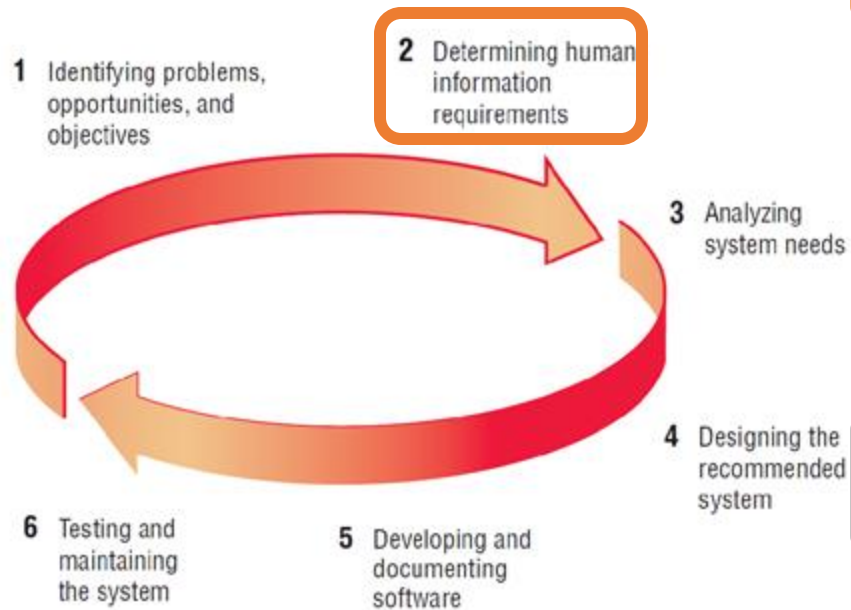 1 Identifying problems,
opportunities, and
objectives
2 Determining human
information
requirements
3 Analyzing
system needs
4 Designing the
recommended
system
5 Developing and
documenting
software
6 Testing and
maintaining
the system